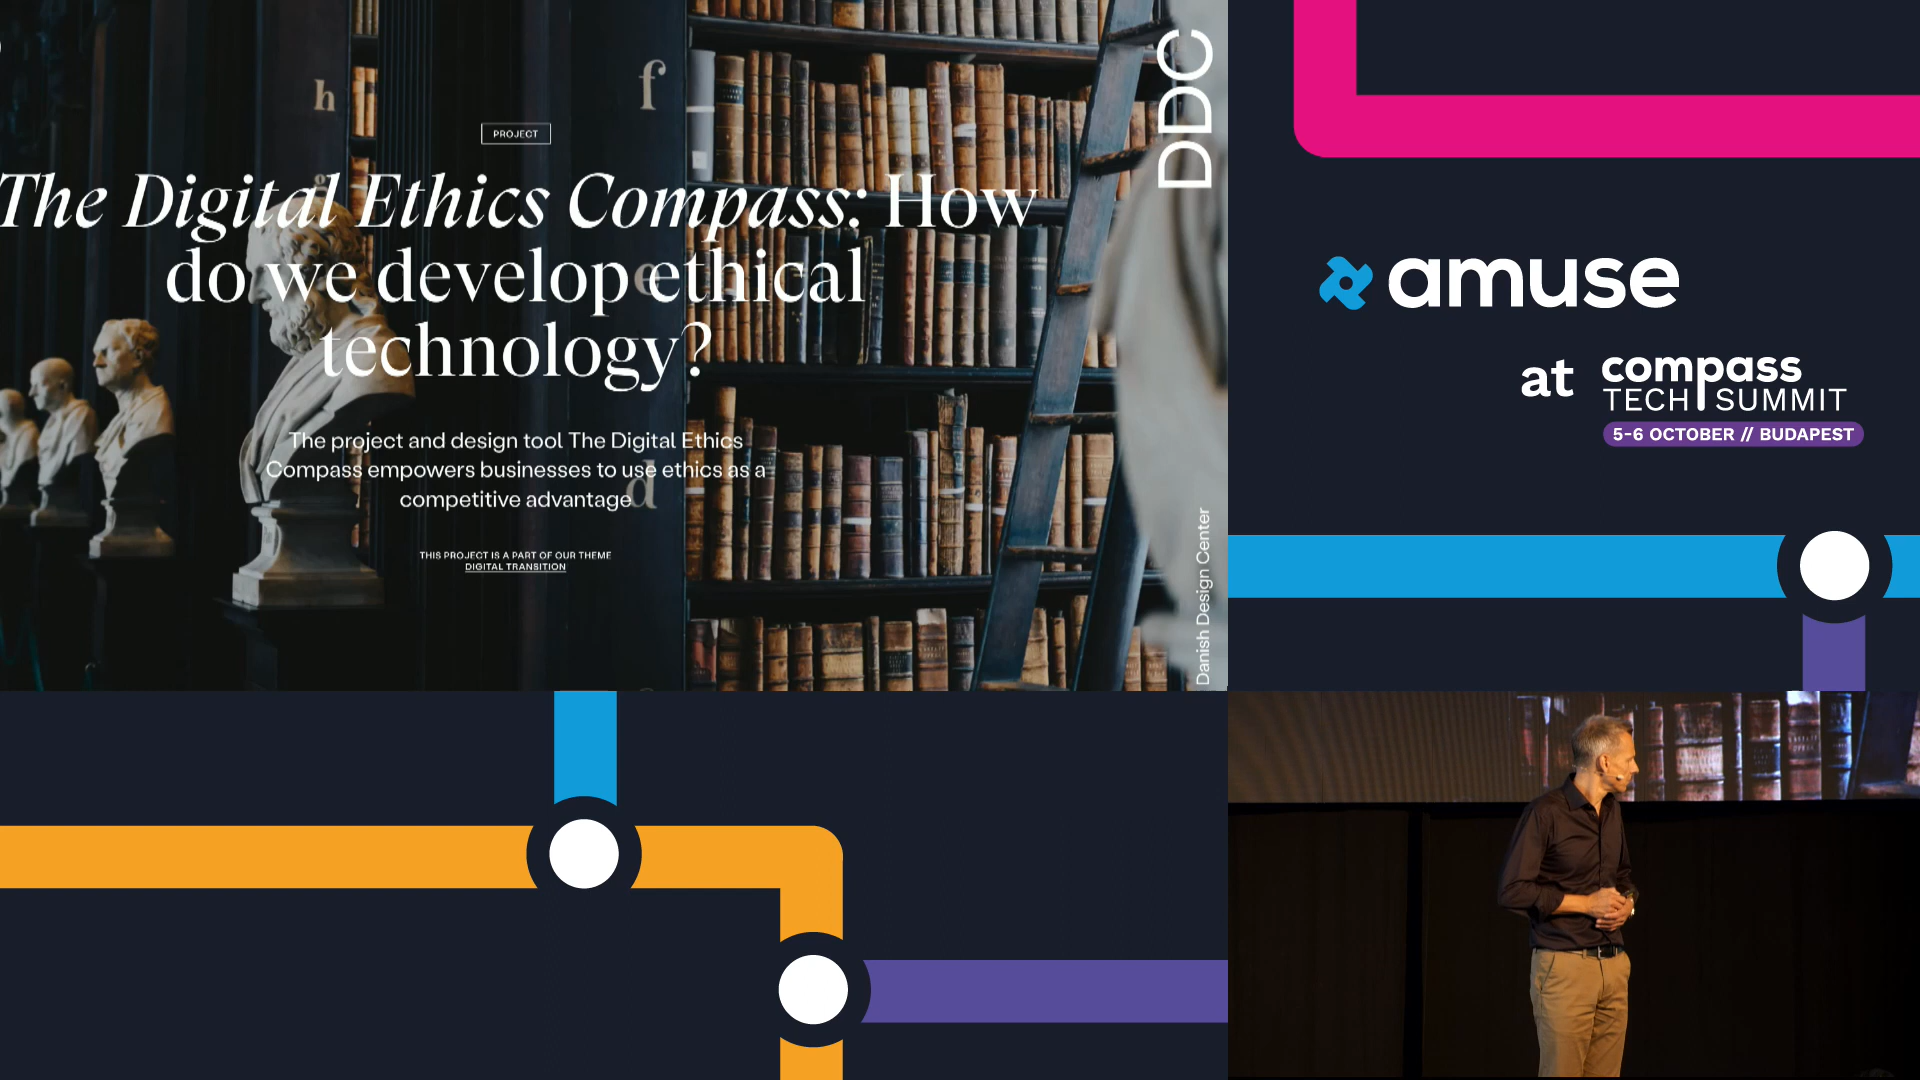 PROJECT
The Digital Ethics Compass: How
do we develop ethical
technology?
The project and design tool The Digital Ethics
Compass empowers businesses to use ethics as a
competitive advantage
THIS PROJECT IS A PART OF OUR THEME
DIGITAL TRANSITION
h
f
g
e
d
DDC
Danish Design Center
amuse
at
compass
TECH SUMMIT
5-6 OCTOBER // BUDAPEST